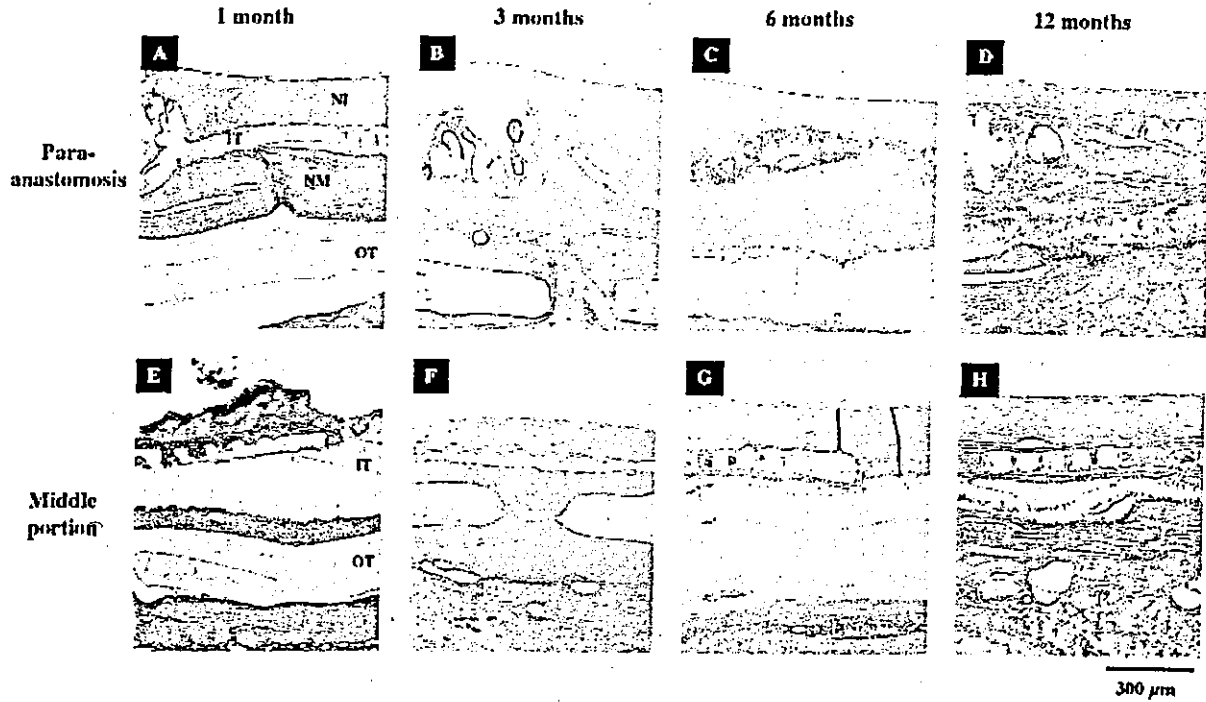 1 month
3 months
6 months
12 months
A
B
C
D
Para-
anastomosis
NI
IT
NM
OT
E
F
G
H
Middle
portion
IT
OT
300 µm